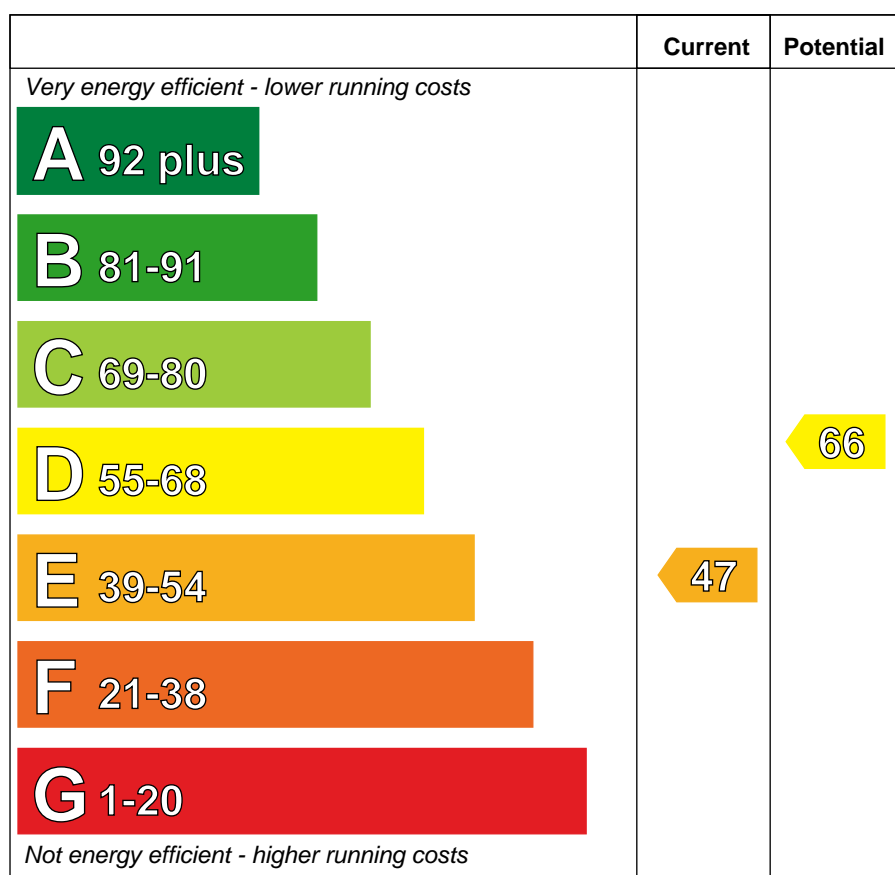 Current Potential
Very energy efficient - lower running costs
A 92 plus
B 81-91
C 69-80
D 55-68
66
E 39-54
47
F 21-38
G 1-20
Not energy efficient - higher running costs